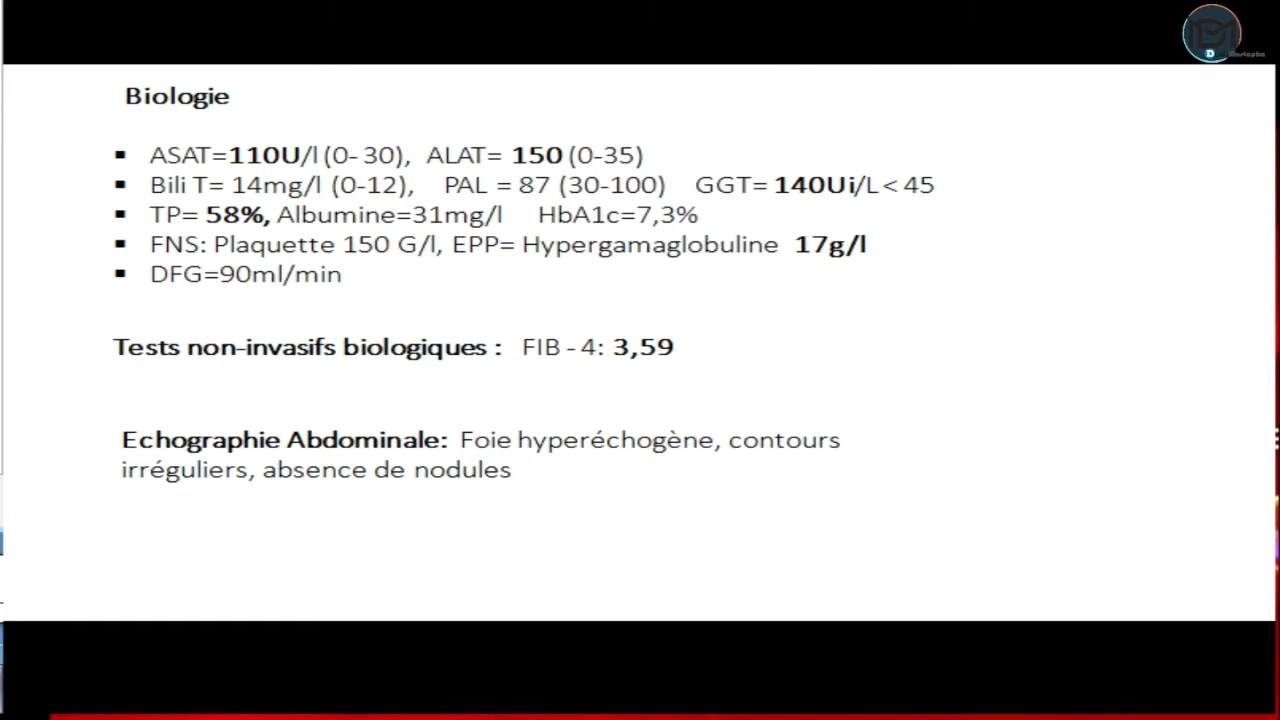 Biologie
▪ ASAT=110U/l (0- 30), ALAT= 150 (0-35)
▪ Bili T= 14mg/l (0-12), PAL = 87 (30-100) GGT= 140Ui/L < 45
▪ TP= 58%, Albumine=31mg/l HbA1c=7,3%
▪ FNS: Plaquette 150 G/l, EPP= Hypergamaglobuline 17g/l
▪ DFG=90ml/min
Tests non-invasifs biologiques : FIB - 4: 3,59
Echographie Abdominale: Foie hyperéchogène, contours
irréguliers, absence de nodules